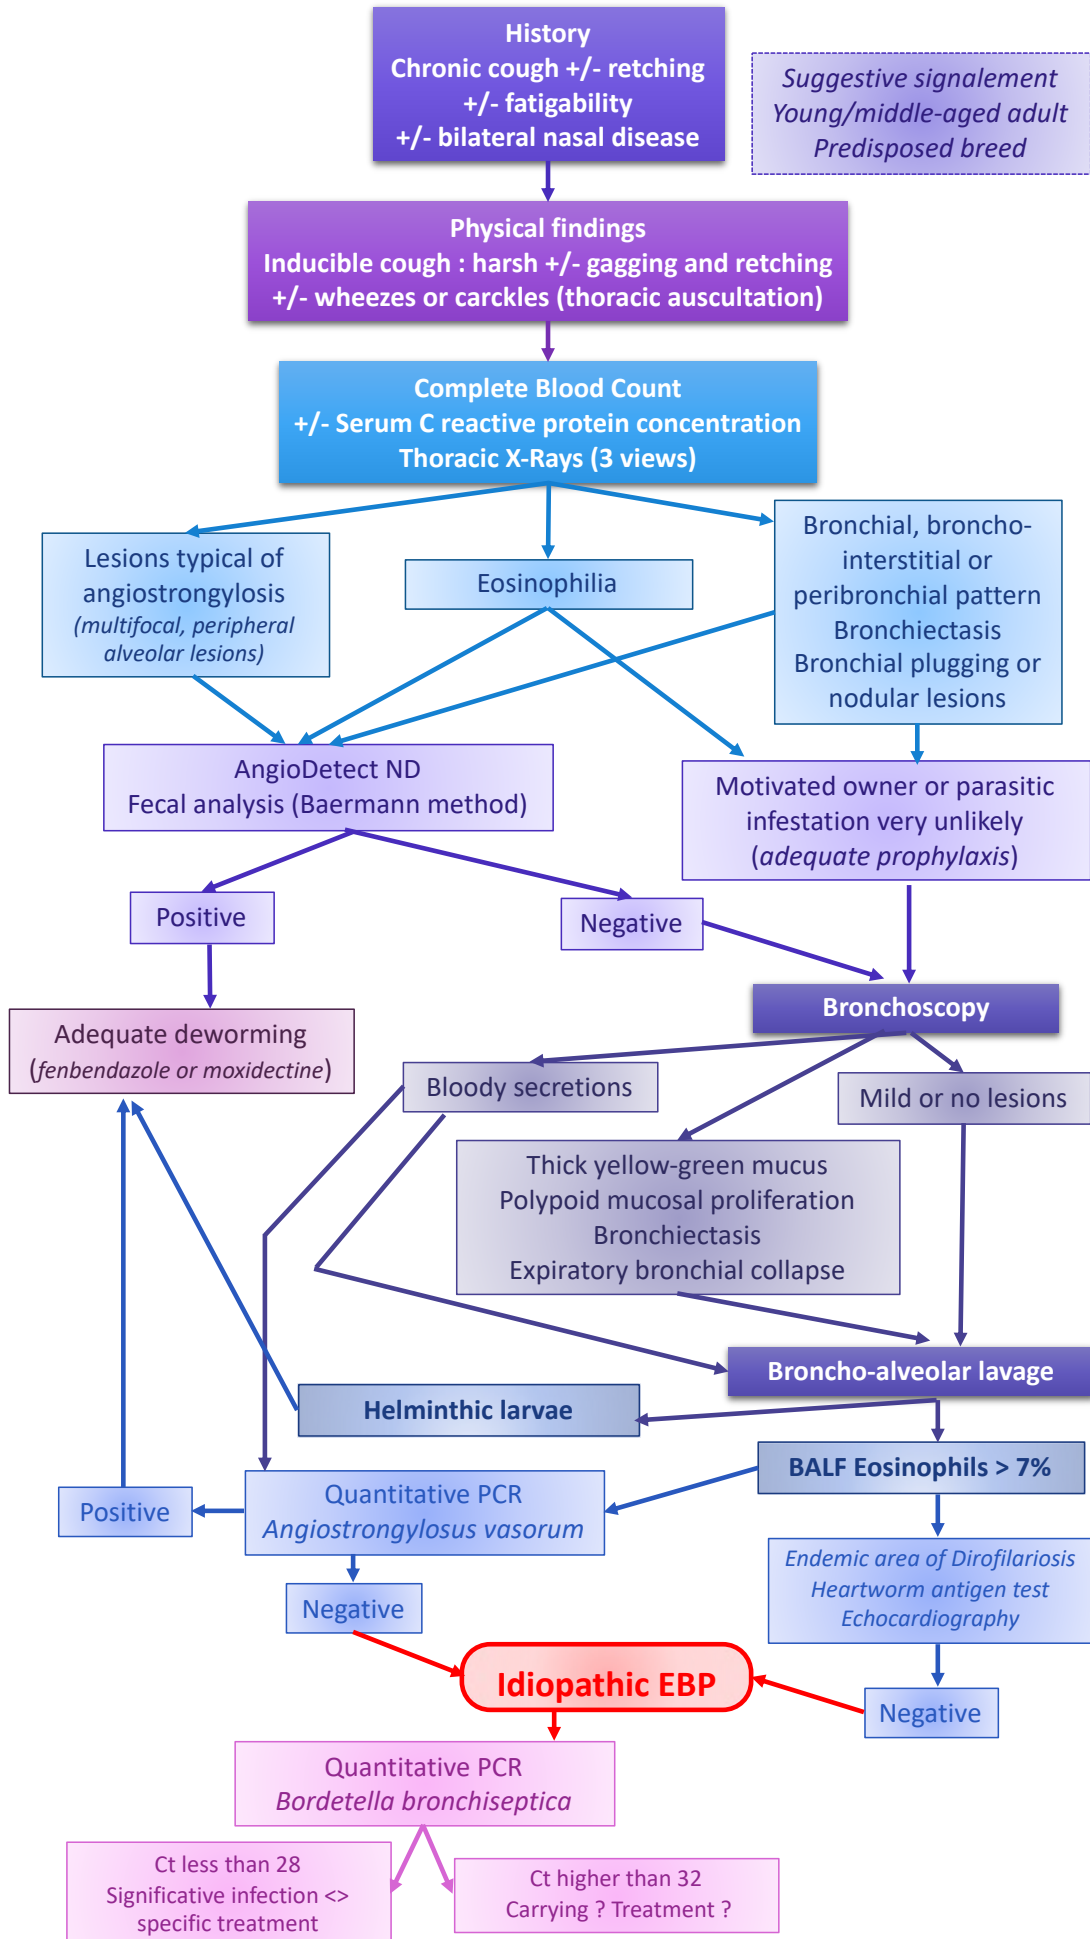 History
Chronic cough +/- retching
+/- fatigability
+/- bilateral nasal disease
Suggestive signalement
Young/middle-aged adult
Predisposed breed
Physical findings
Inducible cough : harsh +/- gagging and retching
+/- wheezes or carckles (thoracic auscultation)
Complete Blood Count
+/- Serum C reactive protein concentration
Thoracic X-Rays (3 views)
Lesions typical of
angiostrongylosis
(multifocal, peripheral
alveolar lesions)
Eosinophilia
Bronchial, broncho-
interstitial or
peribronchial pattern
Bronchiectasis
Bronchial plugging or
nodular lesions
AngioDetect ND
Fecal analysis (Baermann method)
Motivated owner or parasitic
infestation very unlikely
(adequate prophylaxis)
Positive
Negative
Bronchoscopy
Adequate deworming
(fenbendazole or moxidectine)
Bloody secretions
Mild or no lesions
Thick yellow-green mucus
Polypoid mucosal proliferation
Bronchiectasis
Expiratory bronchial collapse
Broncho-alveolar lavage
Helminthic larvae
BALF Eosinophils > 7%
Positive
Quantitative PCR
Angiostrongylosus vasorum
Endemic area of Dirofilariosis
Heartworm antigen test
Echocardiography
Negative
Idiopathic EBP
Negative
Quantitative PCR
Bordetella bronchiseptica
Ct less than 28
Significative infection <>
specific treatment
Ct higher than 32
Carrying ? Treatment ?